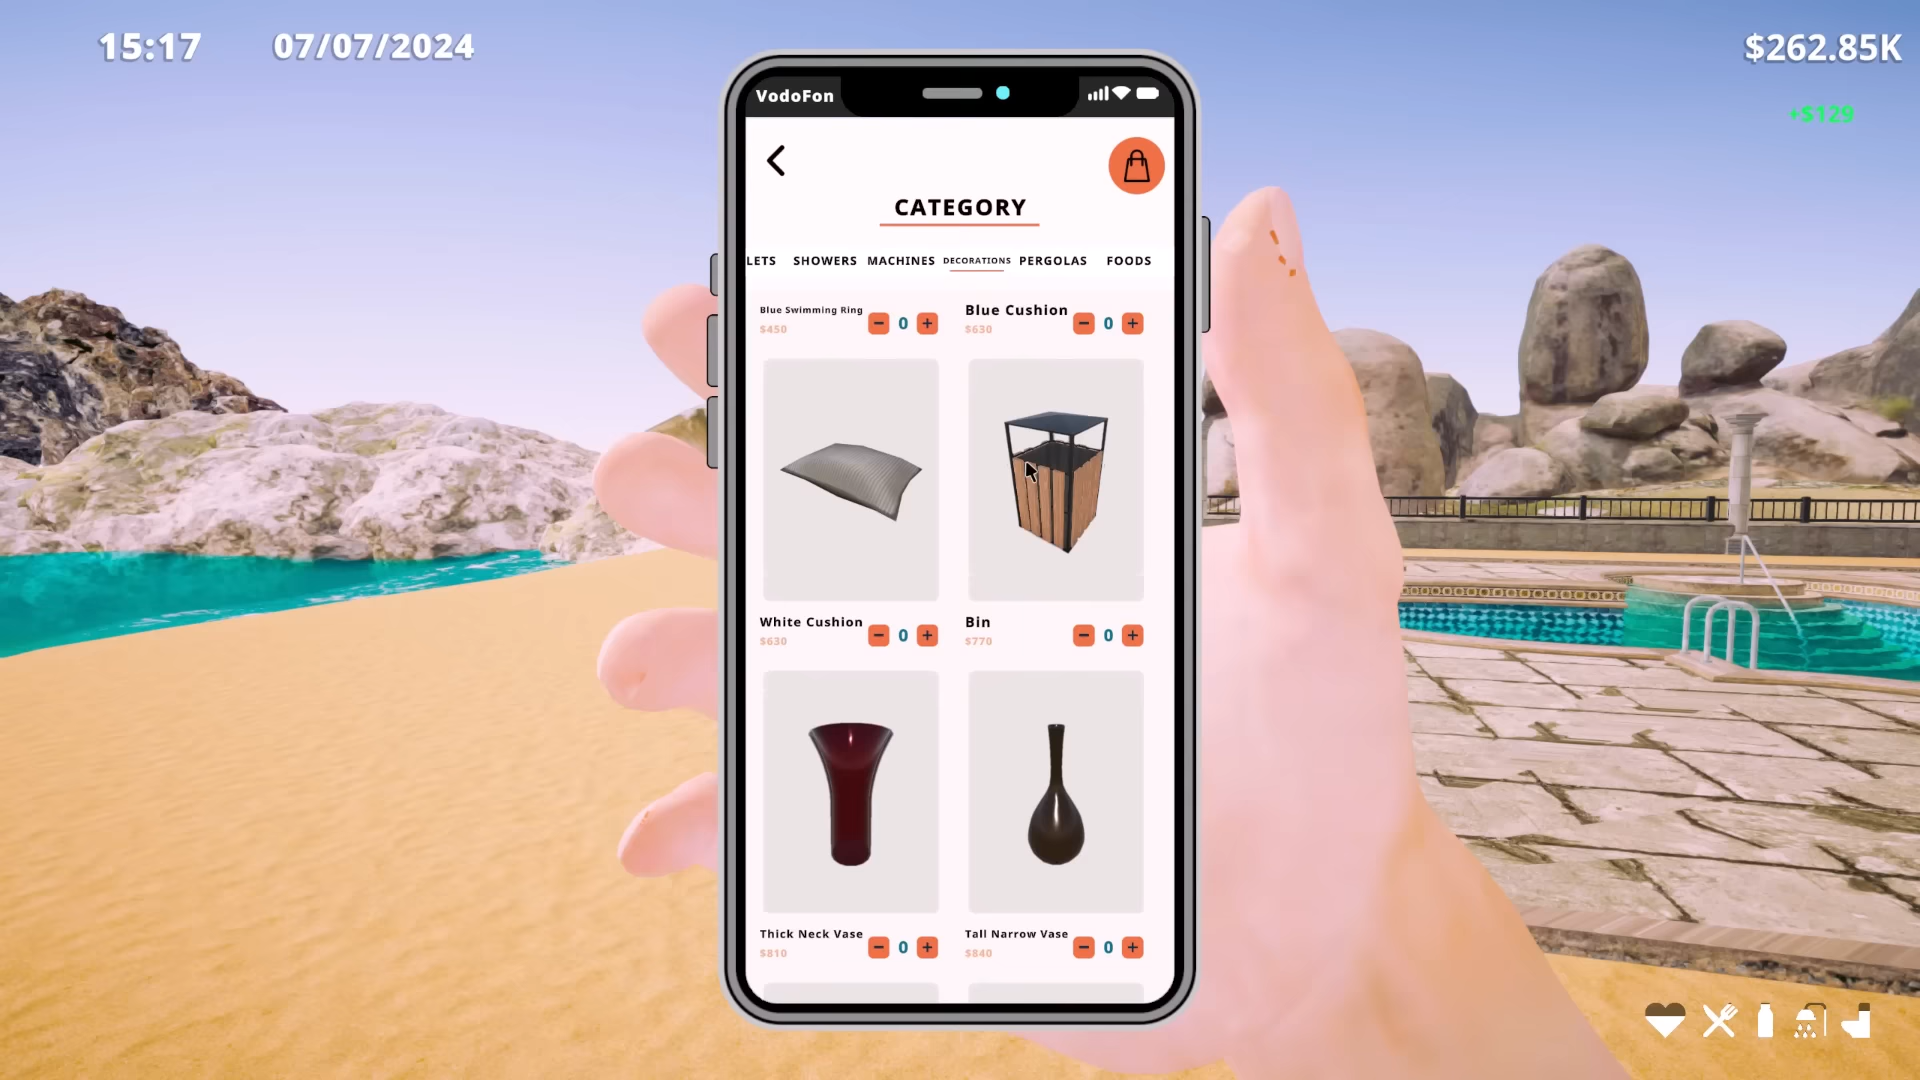 15:17 07/07/2024
$262.85K
+$129
VodoFon
CATEGORY
LETS SHOWERS MACHINES DECORATIONS PERGOLAS FOODS
Blue Swimming Ring
$450
− 0 +
Blue Cushion
$630
− 0 +
White Cushion
$630
− 0 +
Bin
$770
− 0 +
Thick Neck Vase
$810
− 0 +
Tall Narrow Vase
$840
− 0 +